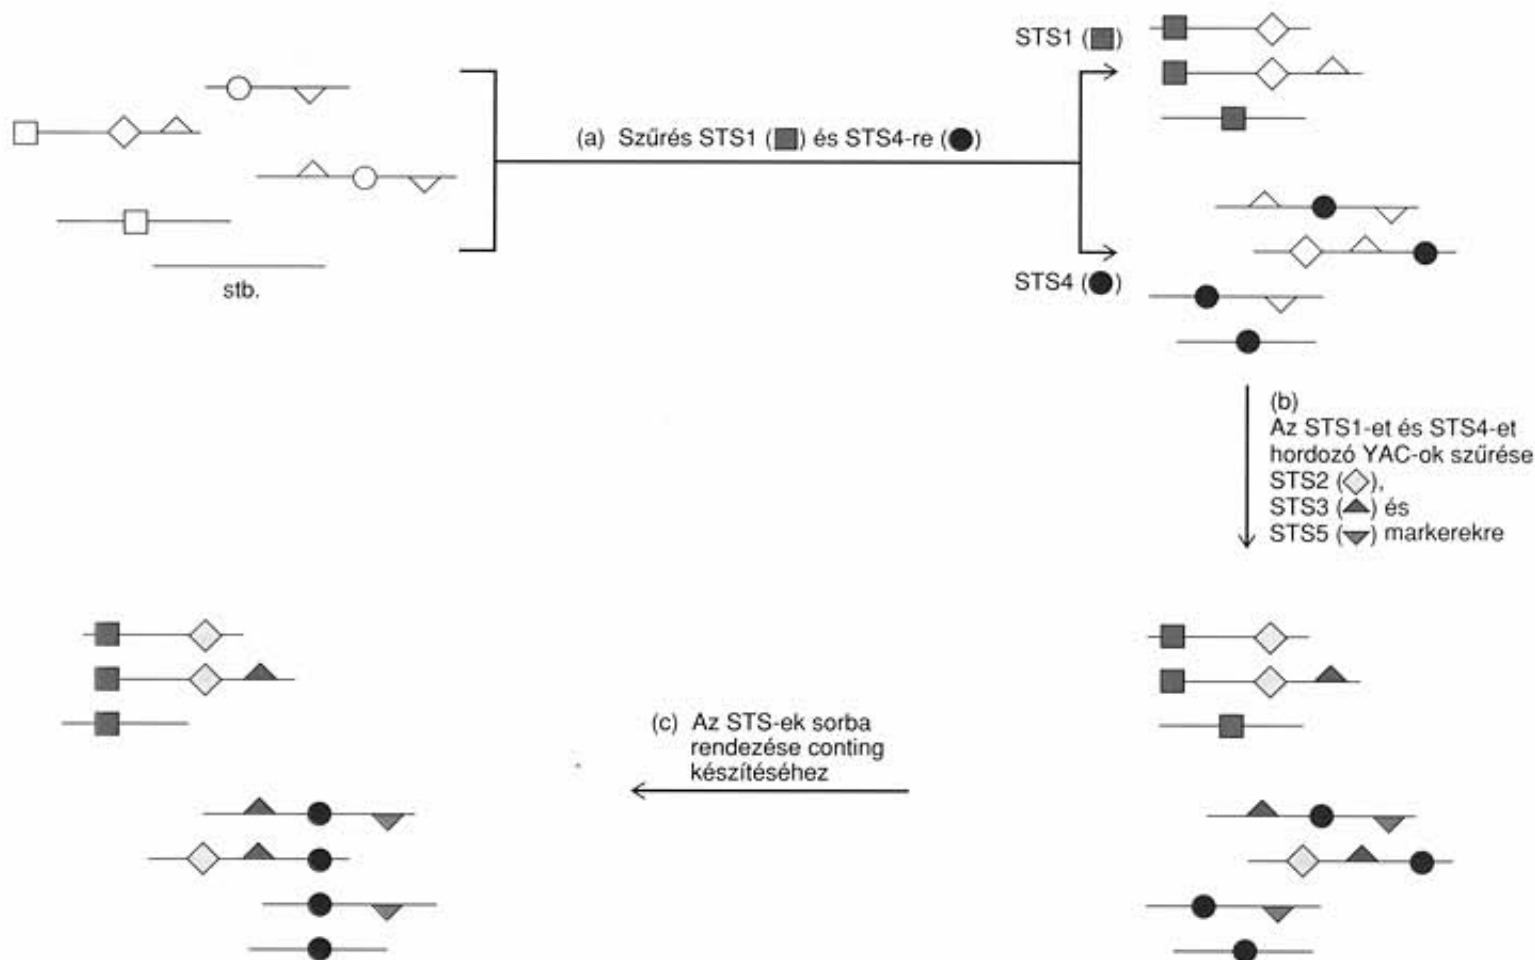 STS1 (■)
(a) Szűrés STS1 (■) és STS4-re (●)
stb.
STS4 (●)
(b)
Az STS1-et és STS4-et
hordozó YAC-ok szűrése
STS2 (◇),
STS3 (▲) és
STS5 (▼) markerekre
(c) Az STS-ek sorba
rendezése conting
készítéséhez